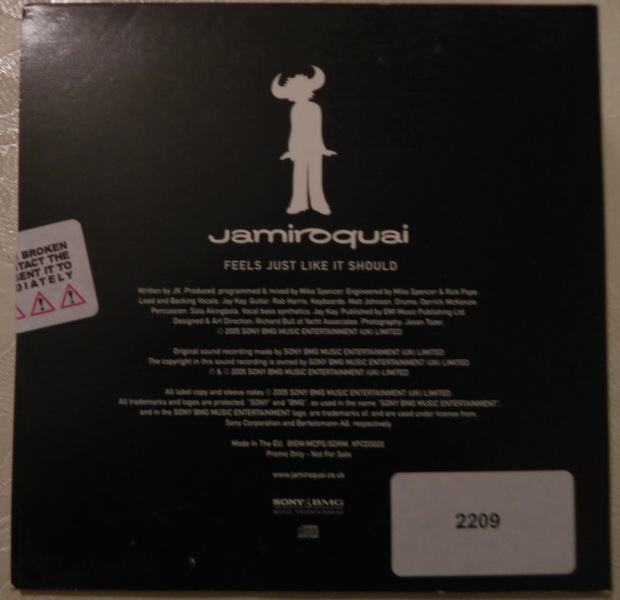 BROKEN
TACT THE
SENT IT TO
DIATELY
jamiroquai
FEELS JUST LIKE IT SHOULD
Written by JK. Produced, programmed & mixed by Mike Spencer. Engineered by Mike Spencer & Rick Pope.
Lead and Backing Vocals: Jay Kay. Guitar: Rob Harris. Keyboards: Matt Johnson. Drums: Derrick McKenzie.
Percussion: Sola Akingbola. Vocal bass synthetics: Jay Kay. Published by EMI Music Publishing Ltd.
Designed & Art Direction: Richard Bull at Yacht Associates. Photography: Jason Tozer.
© 2005 SONY BMG MUSIC ENTERTAINMENT (UK) LIMITED
Original sound recording made by SONY BMG MUSIC ENTERTAINMENT (UK) LIMITED.
The copyright in this sound recording is owned by SONY BMG MUSIC ENTERTAINMENT (UK) LIMITED.
℗ & © 2005 SONY BMG MUSIC ENTERTAINMENT (UK) LIMITED
All label copy and sleeve notes © 2005 SONY BMG MUSIC ENTERTAINMENT (UK) LIMITED.
All trademarks and logos are protected. 'SONY' and 'BMG', as used in the name 'SONY BMG MUSIC ENTERTAINMENT',
and in the SONY BMG MUSIC ENTERTAINMENT logo, are trademarks of, and are used under license from,
Sony Corporation and Bertelsmann AG, respectively.
Made In The EU. BIEM/MCPS/SDRM. XPCD3002
Promo Only - Not For Sale
www.jamiroquai.co.uk
SONY BMG
MUSIC ENTERTAINMENT
2209